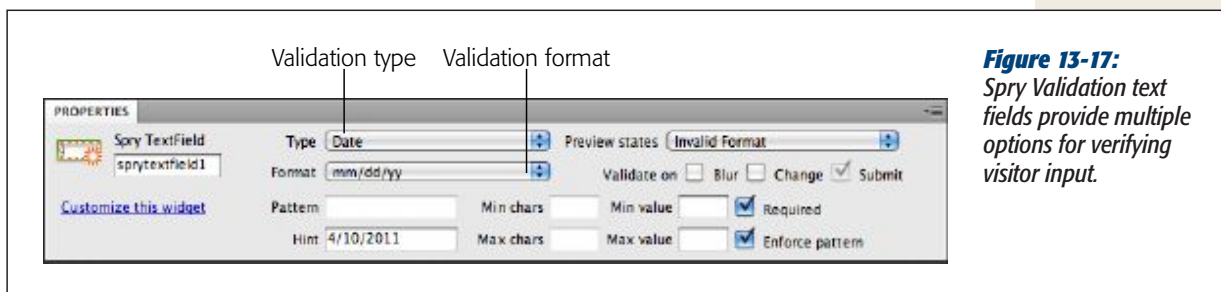 Validation type Validation format
PROPERTIES
Spry TextField
sprytextfield1
Customize this widget
Type Date Preview states Invalid Format
Format mm/dd/yy Validate on Blur Change Submit
Pattern Min chars Min value Required
Hint 4/10/2011 Max chars Max value Enforce pattern
Figure 13-17:
Spry Validation text
fields provide multiple
options for verifying
visitor input.